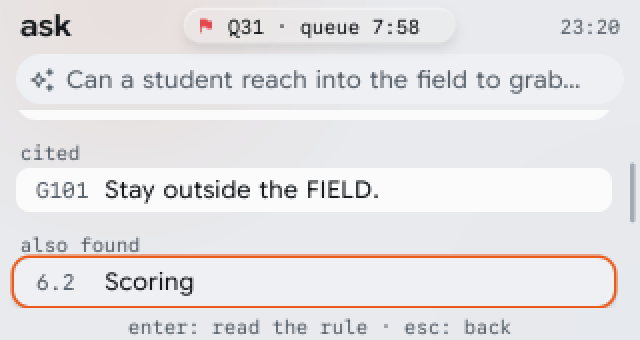 ask
Q31 · queue 7:58
23:20
Can a student reach into the field to grab...
cited
G101 Stay outside the FIELD.
also found
6.2 Scoring
enter: read the rule · esc: back